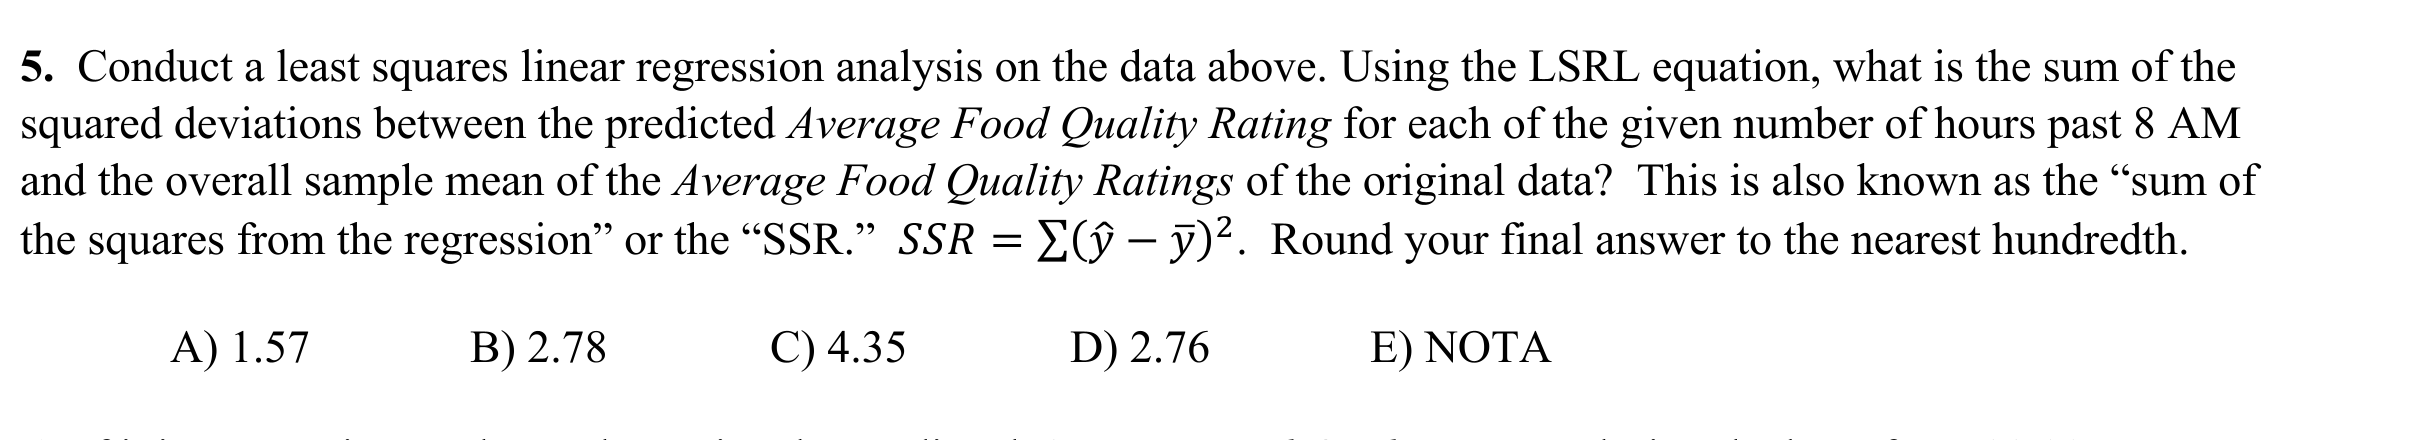 5. Conduct a least squares linear regression analysis on the data above. Using the LSRL equation, what is the sum of the
squared deviations between the predicted Average Food Quality Rating for each of the given number of hours past 8 AM
and the overall sample mean of the Average Food Quality Ratings of the original data? This is also known as the “sum of
the squares from the regression” or the “SSR.” SSR = ∑(ŷ − ȳ)². Round your final answer to the nearest hundredth.
A) 1.57 B) 2.78 C) 4.35 D) 2.76 E) NOTA